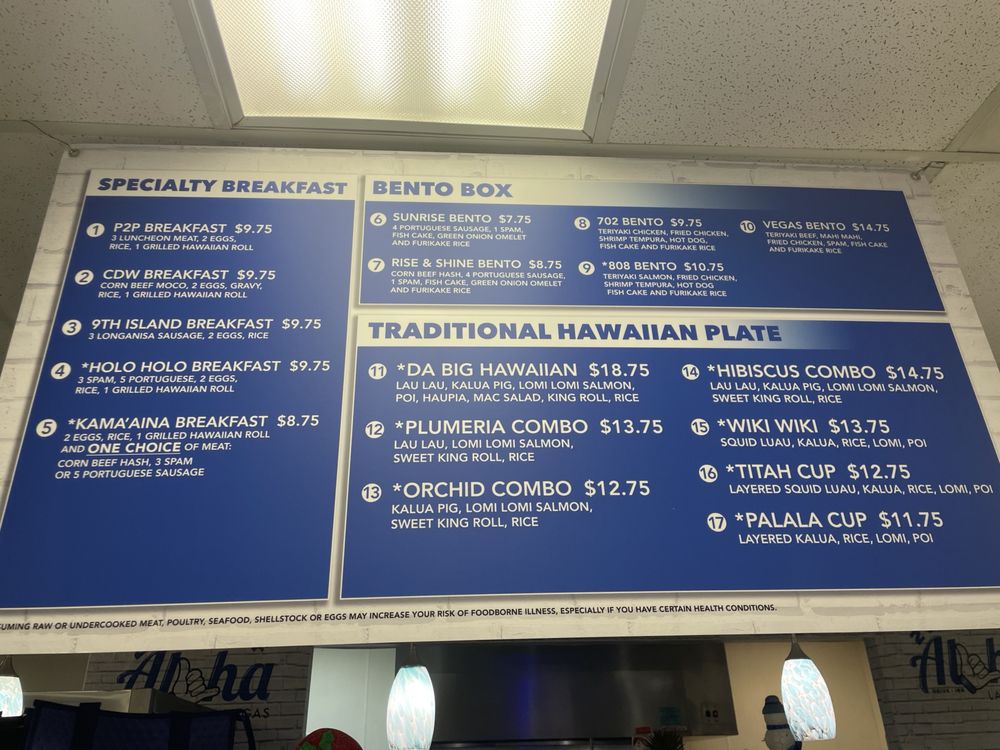 SPECIALTY BREAKFAST
1 P2P BREAKFAST $9.75
3 LUNCHEON MEAT, 2 EGGS,
RICE, 1 GRILLED HAWAIIAN ROLL
2 CDW BREAKFAST $9.75
CORN BEEF MOCO, 2 EGGS, GRAVY,
RICE, 1 GRILLED HAWAIIAN ROLL
3 9TH ISLAND BREAKFAST $9.75
3 LONGANISA SAUSAGE, 2 EGGS, RICE
4 *HOLO HOLO BREAKFAST $9.75
3 SPAM, 5 PORTUGUESE, 2 EGGS,
RICE, 1 GRILLED HAWAIIAN ROLL
5 *KAMA'AINA BREAKFAST $8.75
2 EGGS, RICE, 1 GRILLED HAWAIIAN ROLL
AND ONE CHOICE OF MEAT:
CORN BEEF HASH, 3 SPAM
OR 5 PORTUGUESE SAUSAGE
BENTO BOX
6 SUNRISE BENTO $7.75
4 PORTUGUESE SAUSAGE, 1 SPAM,
FISH CAKE, GREEN ONION OMELET
AND FURIKAKE RICE
7 RISE & SHINE BENTO $8.75
CORN BEEF HASH, 4 PORTUGUESE SAUSAGE,
1 SPAM, FISH CAKE, GREEN ONION OMELET
AND FURIKAKE RICE
8 702 BENTO $9.75
TERIYAKI CHICKEN, FRIED CHICKEN,
SHRIMP TEMPURA, HOT DOG,
FISH CAKE AND FURIKAKE RICE
9 *808 BENTO $10.75
TERIYAKI SALMON, FRIED CHICKEN,
SHRIMP TEMPURA, HOT DOG
FISH CAKE AND FURIKAKE RICE
10 VEGAS BENTO $14.75
TERIYAKI BEEF, MAHI MAHI,
FRIED CHICKEN, SPAM, FISH CAKE
AND FURIKAKE RICE
TRADITIONAL HAWAIIAN PLATE
11 *DA BIG HAWAIIAN $18.75
LAU LAU, KALUA PIG, LOMI LOMI SALMON,
POI, HAUPIA, MAC SALAD, KING ROLL, RICE
12 *PLUMERIA COMBO $13.75
LAU LAU, LOMI LOMI SALMON,
SWEET KING ROLL, RICE
13 *ORCHID COMBO $12.75
KALUA PIG, LOMI LOMI SALMON,
SWEET KING ROLL, RICE
14 *HIBISCUS COMBO $14.75
LAU LAU, KALUA PIG, LOMI LOMI SALMON,
SWEET KING ROLL, RICE
15 *WIKI WIKI $13.75
SQUID LUAU, KALUA, RICE, LOMI, POI
16 *TITAH CUP $12.75
LAYERED SQUID LUAU, KALUA, RICE, LOMI, POI
17 *PALALA CUP $11.75
LAYERED KALUA, RICE, LOMI, POI
UMING RAW OR UNDERCOOKED MEAT, POULTRY, SEAFOOD, SHELLSTOCK OR EGGS MAY INCREASE YOUR RISK OF FOODBORNE ILLNESS, ESPECIALLY IF YOU HAVE CERTAIN HEALTH CONDITIONS.
Aloha